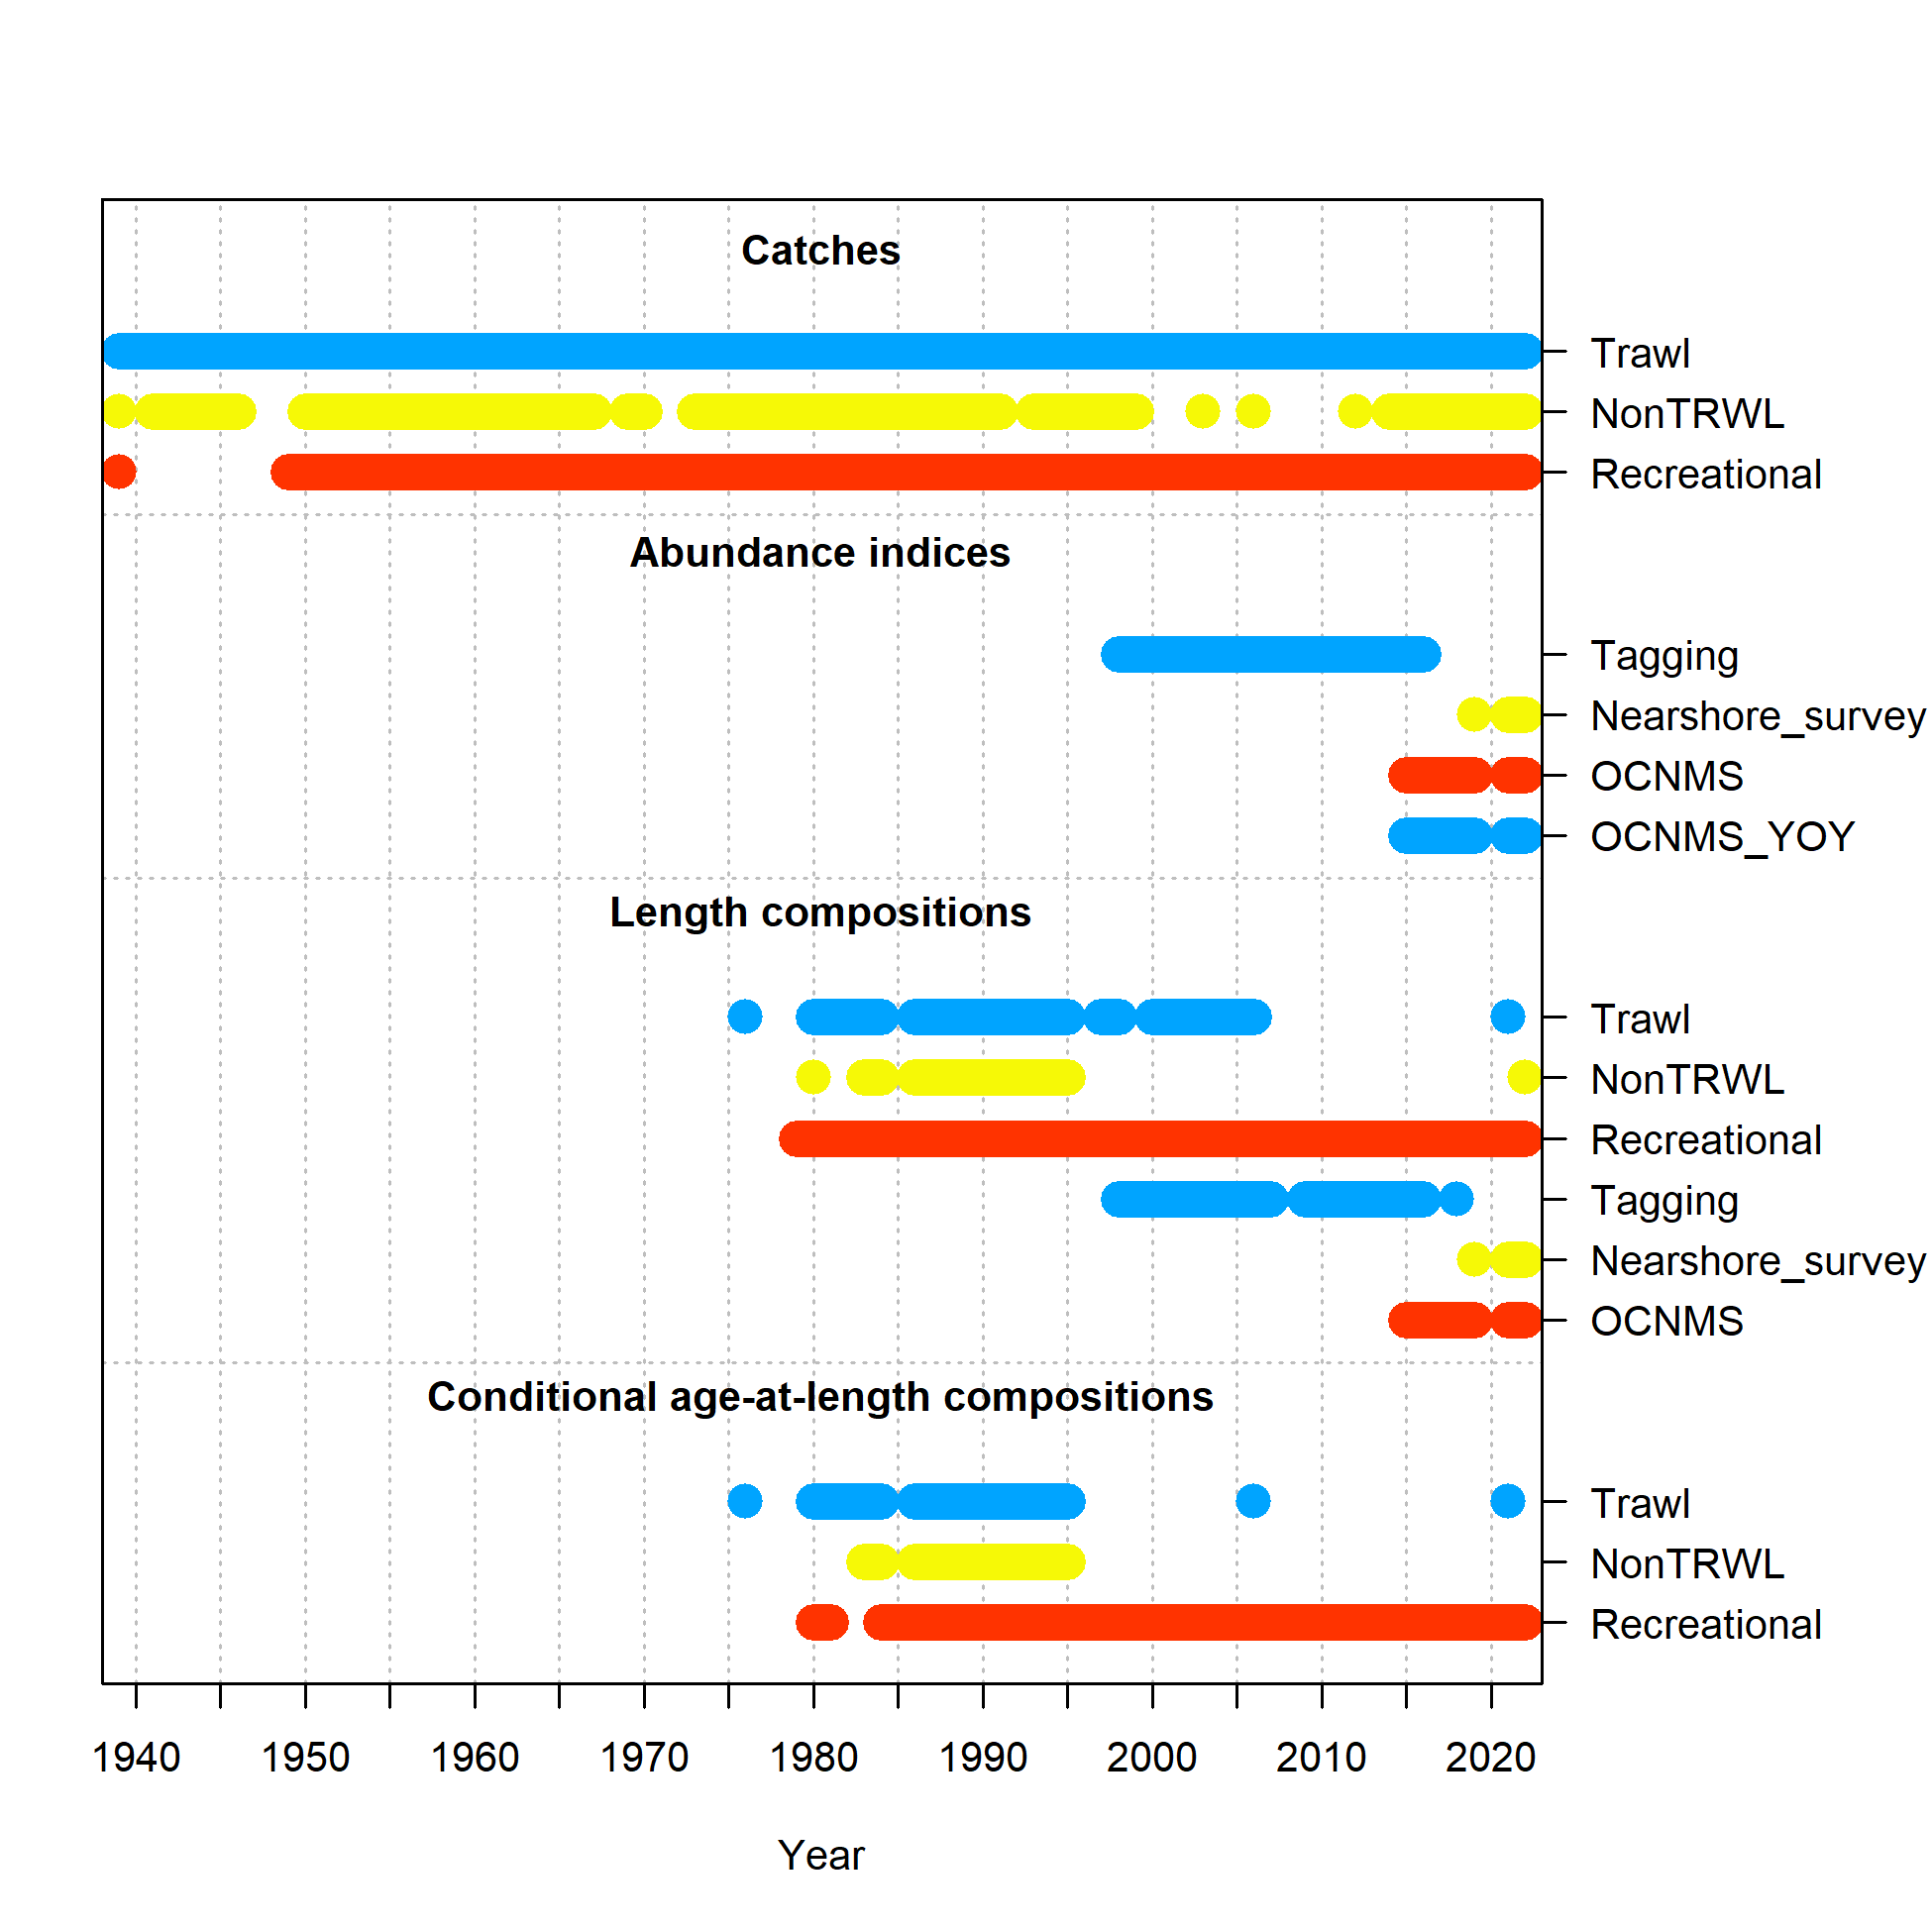 Catches
Trawl
NonTRWL
Recreational
Abundance indices
Tagging
Nearshore_survey
OCNMS
OCNMS_YOY
Length compositions
Trawl
NonTRWL
Recreational
Tagging
Nearshore_survey
OCNMS
Conditional age-at-length compositions
Trawl
NonTRWL
Recreational
1940 1950 1960 1970 1980 1990 2000 2010 2020
Year